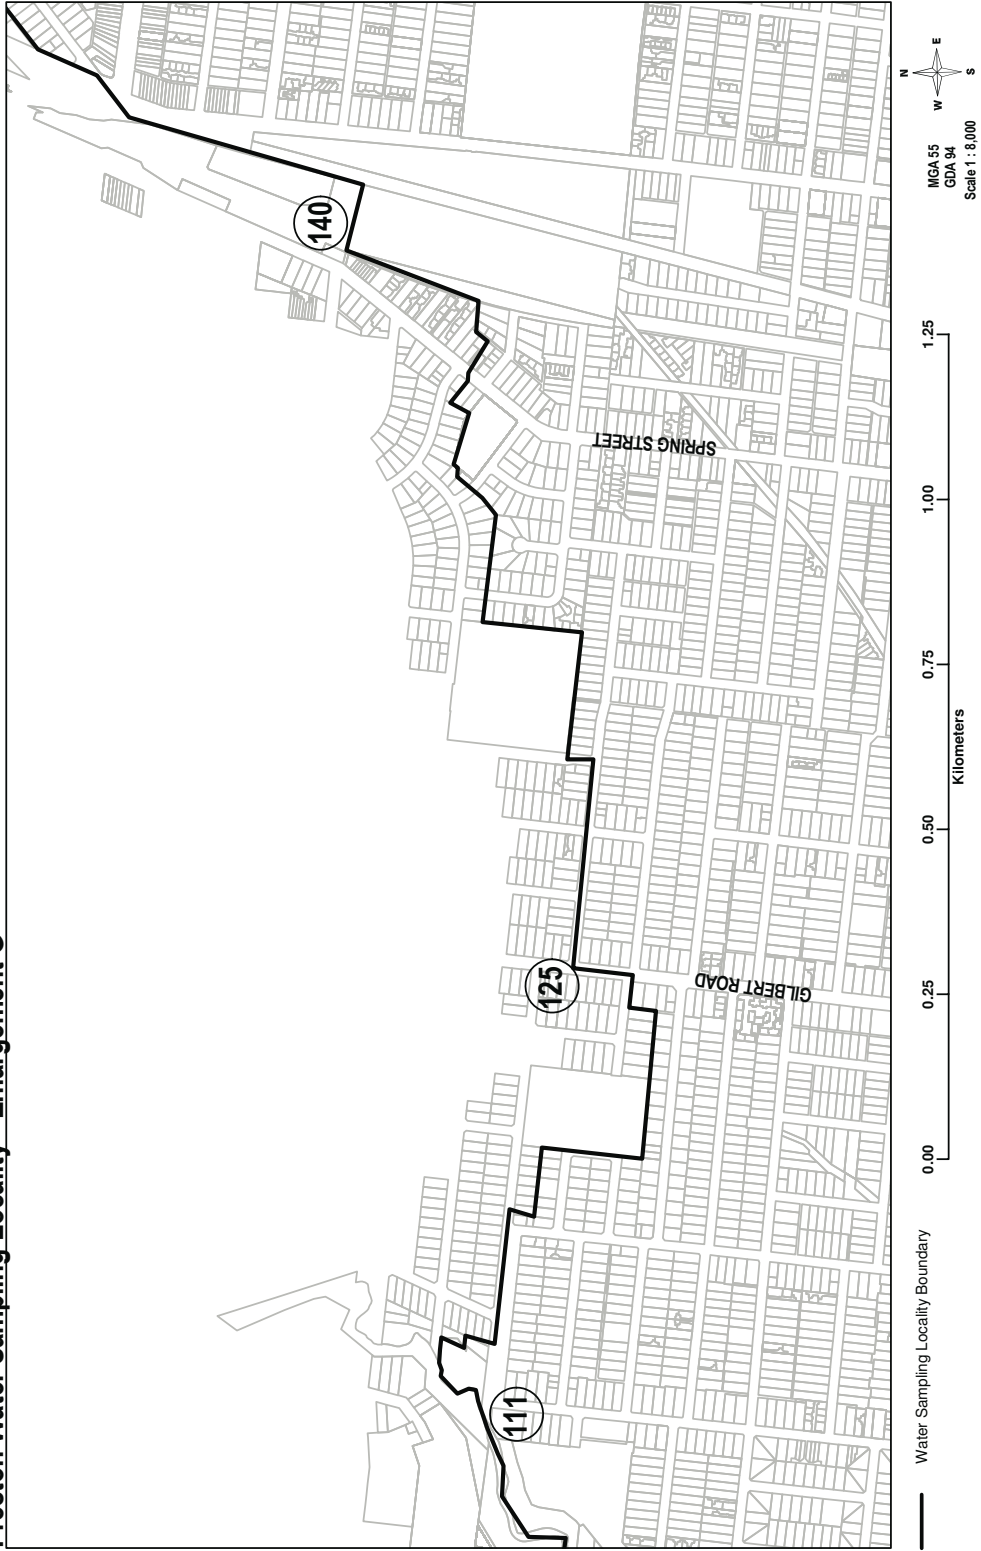 Preston Water Sampling Locality - Enlargement C
140
125
111
SPRING STREET
GILBERT ROAD
N
W E
S
MGA 55
GDA 94
Scale 1 : 8,000
0.00 0.25 0.50 0.75 1.00 1.25
Kilometers
Water Sampling Locality Boundary